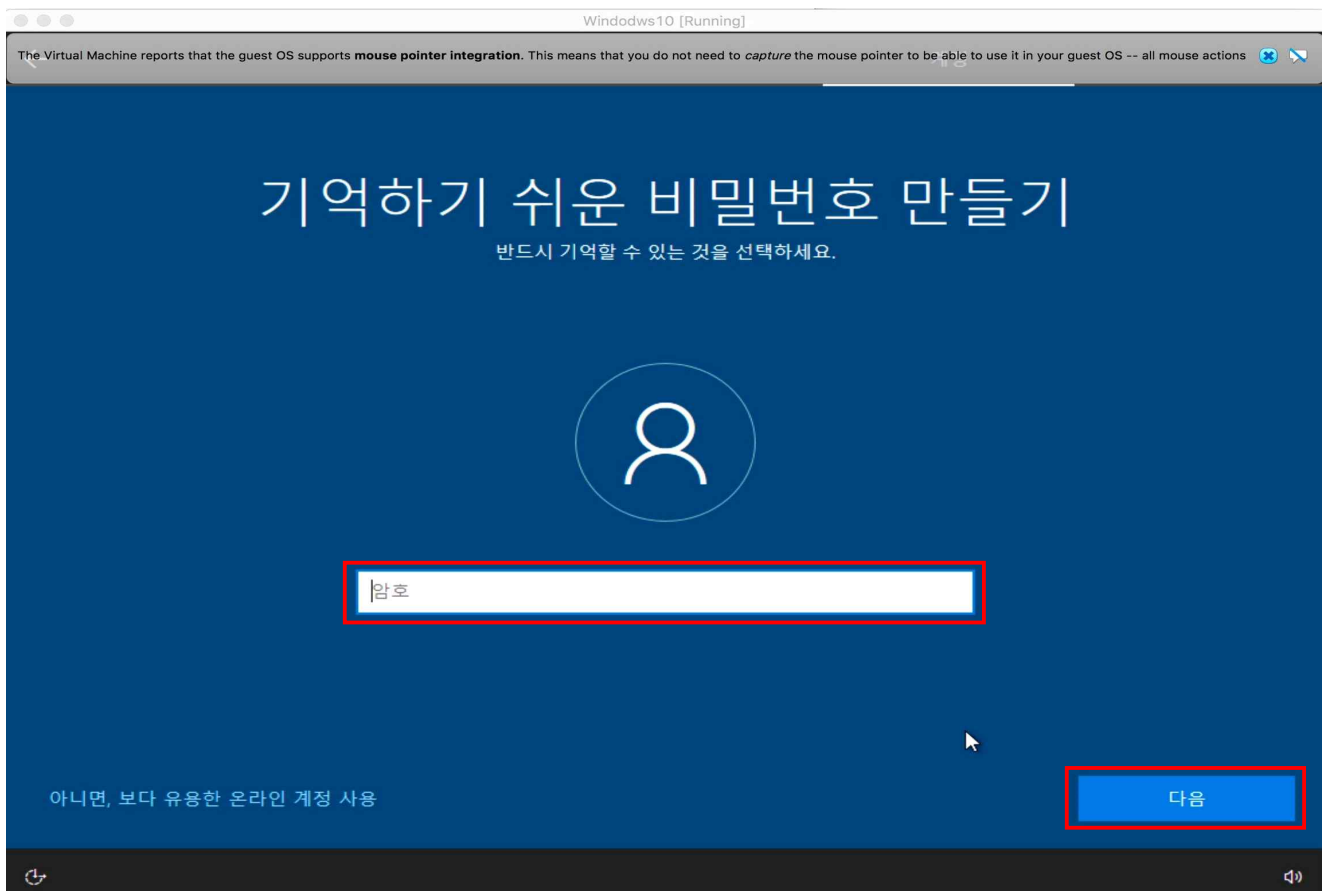 Windodws10 [Running]
The Virtual Machine reports that the guest OS supports mouse pointer integration. This means that you do not need to capture the mouse pointer to be able to use it in your guest OS -- all mouse actions
계정
기억하기 쉬운 비밀번호 만들기
반드시 기억할 수 있는 것을 선택하세요.
암호
아니면, 보다 유용한 온라인 계정 사용
다음